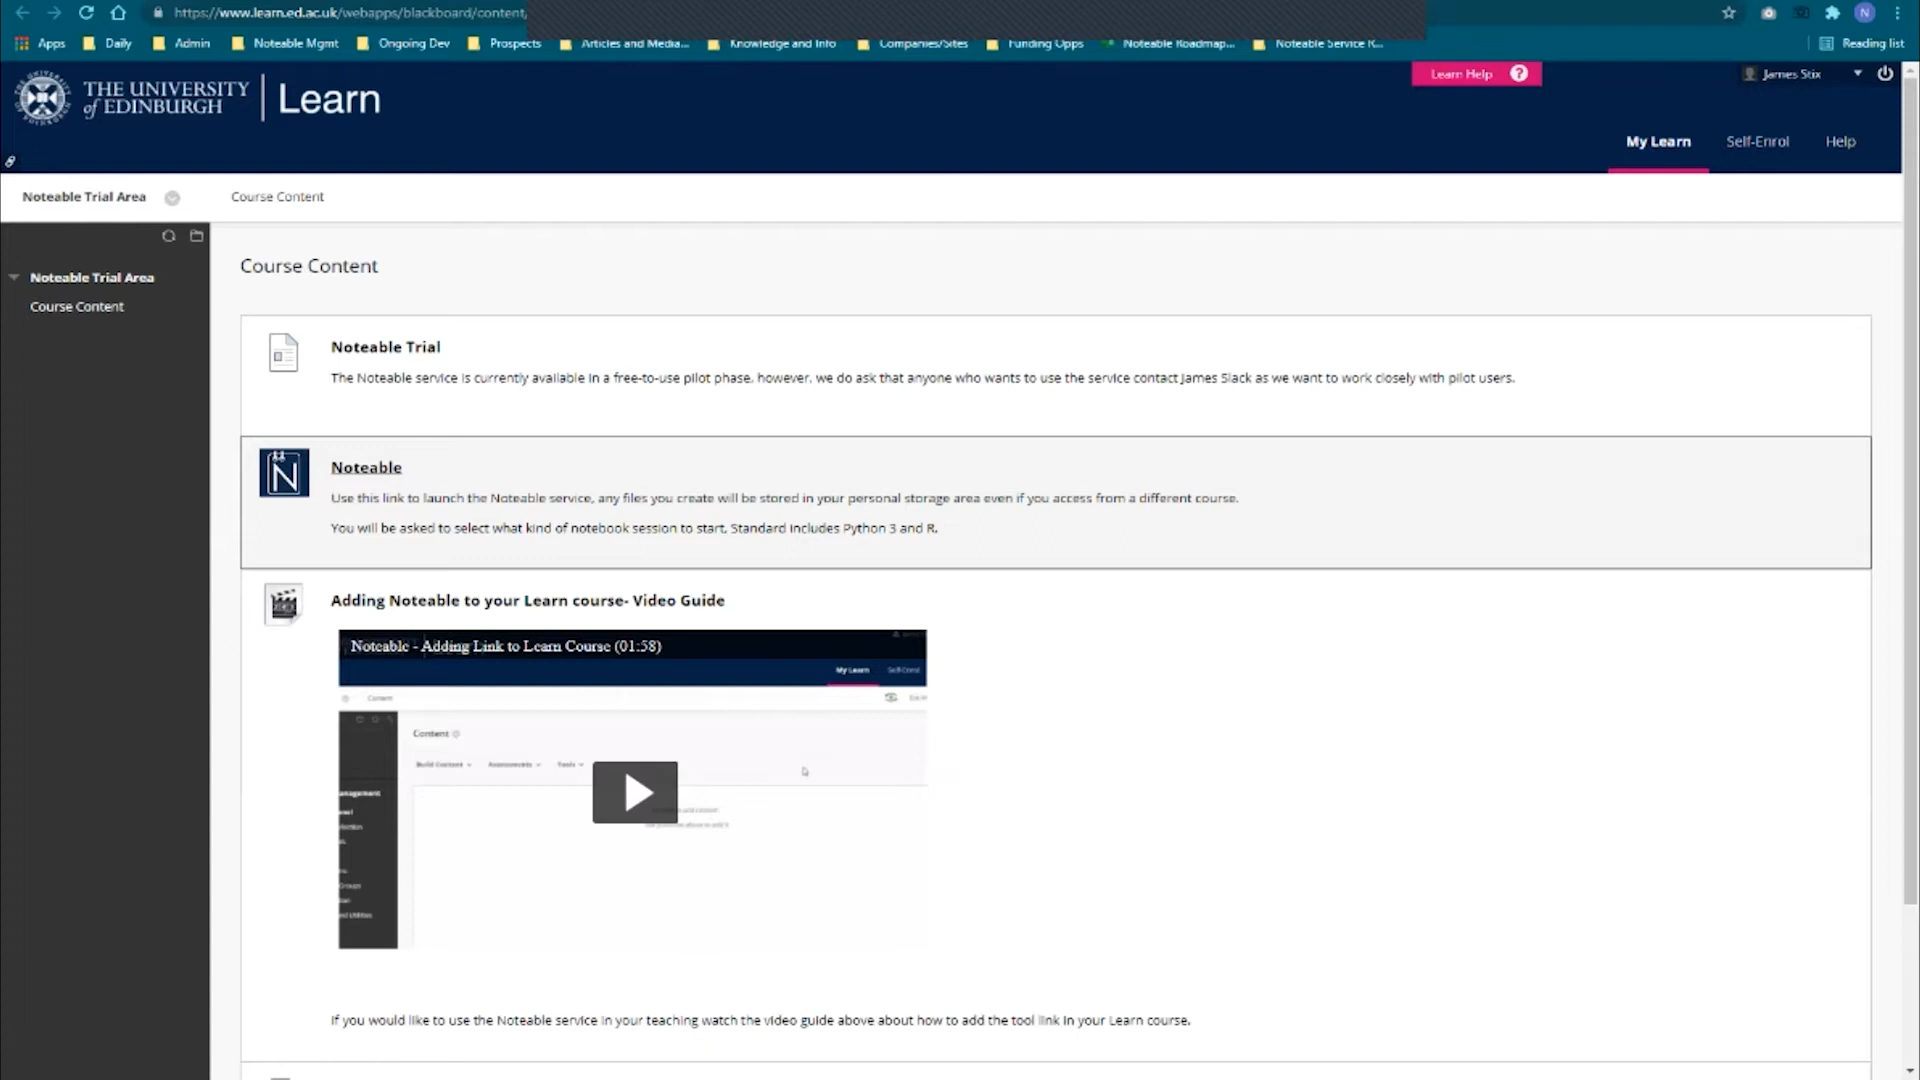 https://www.learn.ed.ac.uk/webapps/blackboard/content/
Apps Daily Admin Noteable Mgmt Ongoing Dev Prospects Articles and Media... Knowledge and Info Companies/Sites Funding Opps Noteable Roadmap... Noteable Service R... Reading list
THE UNIVERSITY of EDINBURGH Learn
Learn Help ?
James Stix
My Learn Self-Enrol Help
Noteable Trial Area Course Content
Noteable Trial Area
Course Content
Course Content
Noteable Trial
The Noteable service is currently available in a free-to-use pilot phase, however, we do ask that anyone who wants to use the service contact James Slack as we want to work closely with pilot users.
N
Noteable
Use this link to launch the Noteable service, any files you create will be stored in your personal storage area even if you access from a different course.
You will be asked to select what kind of notebook session to start, Standard includes Python 3 and R.
Adding Noteable to your Learn course- Video Guide
Noteable - Adding Link to Learn Course (01:58)
My Learn Self-Enrol
Content
Content
Build Content Assessments Tools
Groups
If you would like to use the Noteable service in your teaching watch the video guide above about how to add the tool link in your Learn course.